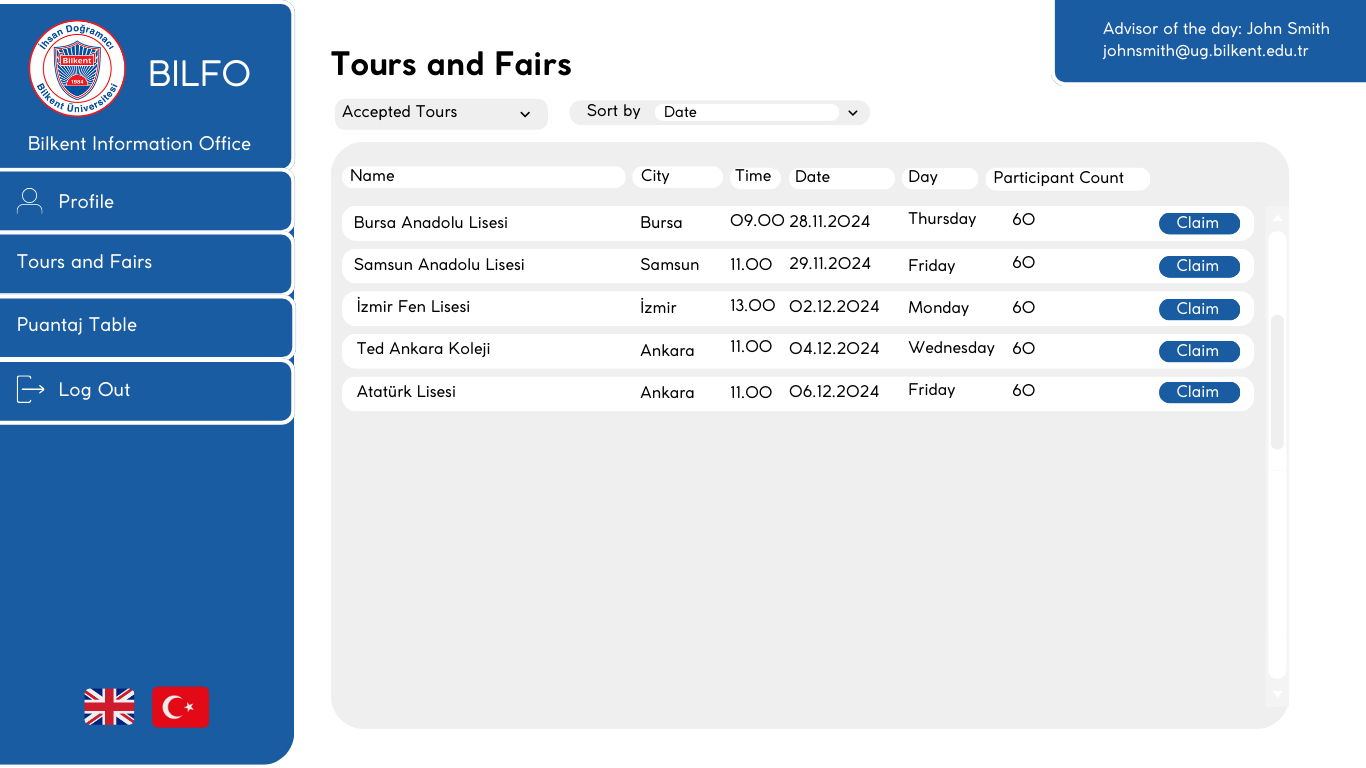 İhsan Doğramacı
Bilkent
1984
Bilkent Üniversitesi
BILFO
Bilkent Information Office
Profile
Tours and Fairs
Puantaj Table
Log Out
Advisor of the day: John Smith
johnsmith@ug.bilkent.edu.tr
Tours and Fairs
Accepted Tours
Sort by Date
Name City Time Date Day Participant Count
Bursa Anadolu Lisesi Bursa 09.00 28.11.2024 Thursday 60 Claim
Samsun Anadolu Lisesi Samsun 11.00 29.11.2024 Friday 60 Claim
İzmir Fen Lisesi İzmir 13.00 02.12.2024 Monday 60 Claim
Ted Ankara Koleji Ankara 11.00 04.12.2024 Wednesday 60 Claim
Atatürk Lisesi Ankara 11.00 06.12.2024 Friday 60 Claim